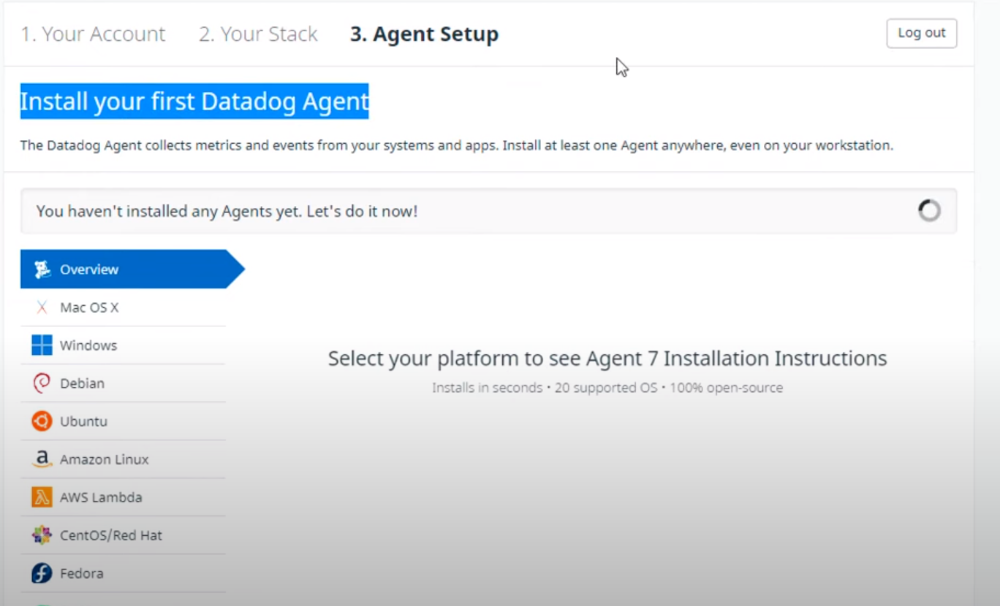 1. Your Account 2. Your Stack 3. Agent Setup Log out
Install your first Datadog Agent
The Datadog Agent collects metrics and events from your systems and apps. Install at least one Agent anywhere, even on your workstation.
You haven't installed any Agents yet. Let's do it now!
Overview
Mac OS X
Windows
Debian
Ubuntu
Amazon Linux
AWS Lambda
CentOS/Red Hat
Fedora
Select your platform to see Agent 7 Installation Instructions
Installs in seconds • 20 supported OS • 100% open-source